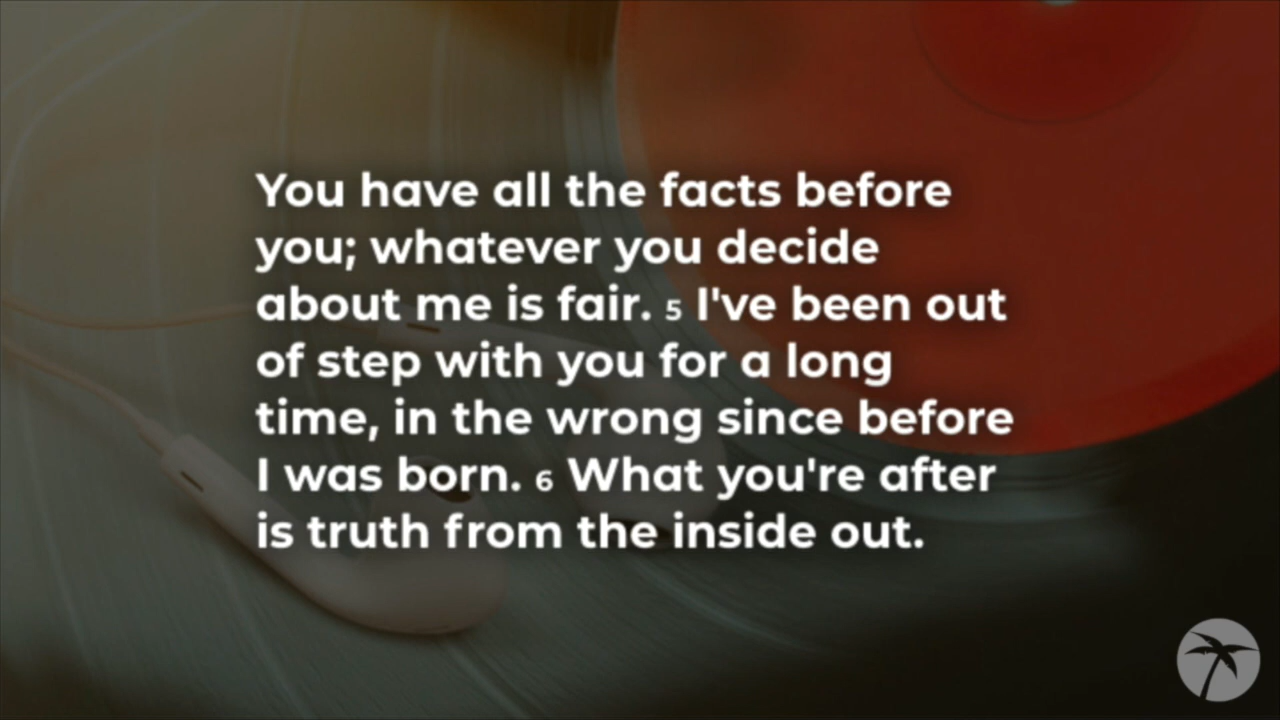 You have all the facts before
you; whatever you decide
about me is fair. 5 I've been out
of step with you for a long
time, in the wrong since before
I was born. 6 What you're after
is truth from the inside out.